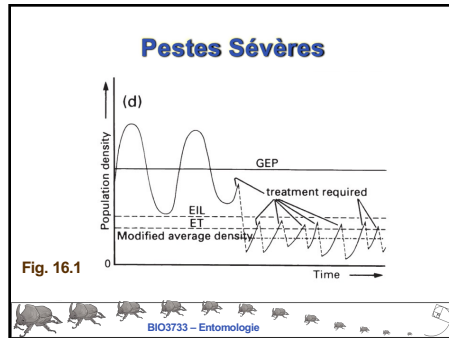 Pestes Sévères
(d)
Population density
GEP
treatment required
EIL
ET
Modified average density
0
Time
Fig. 16.1
BIO3733 – Entomologie